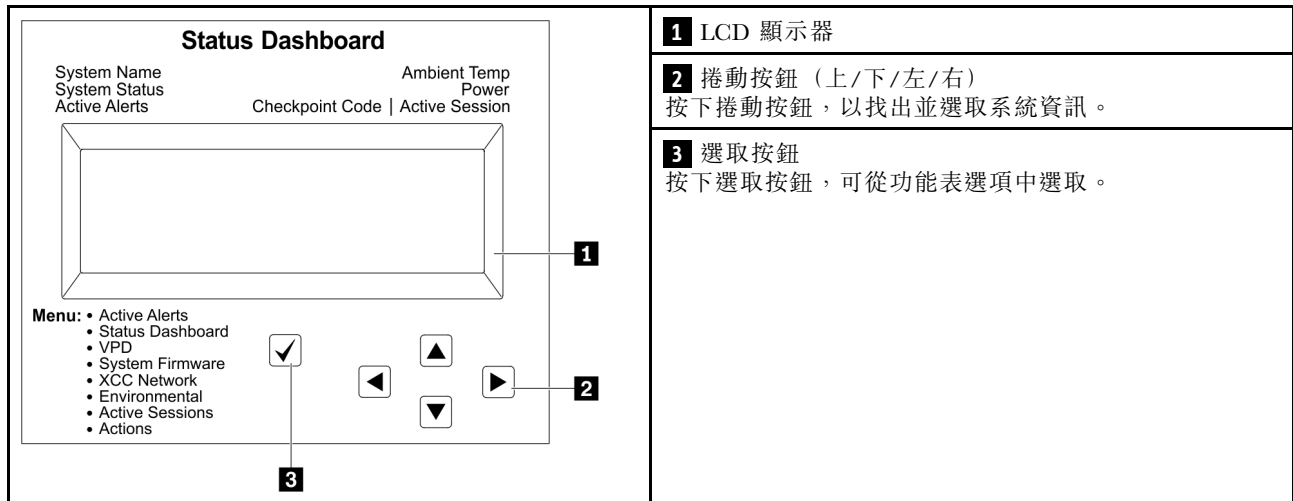 Status Dashboard
System Name
System Status
Active Alerts
Ambient Temp
Power
Checkpoint Code | Active Session
1
Menu: • Active Alerts
• Status Dashboard
• VPD
• System Firmware
• XCC Network
• Environmental
• Active Sessions
• Actions
2
3
1 LCD 顯示器
2 捲動按鈕（上/下/左/右）
按下捲動按鈕，以找出並選取系統資訊。
3 選取按鈕
按下選取按鈕，可從功能表選項中選取。